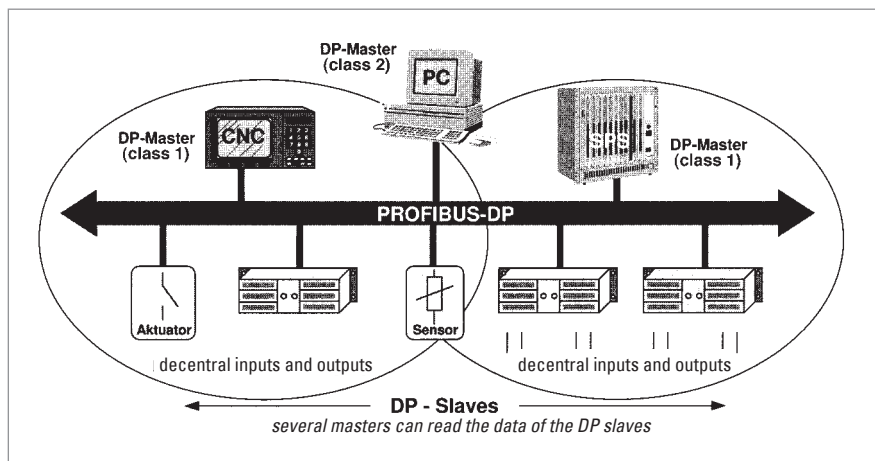 DP-Master
(class 2)
PC
DP-Master
(class 1)
CNC
SPS
DP-Master
(class 1)
PROFIBUS-DP
Aktuator
Sensor
decentral inputs and outputs
decentral inputs and outputs
DP - Slaves
several masters can read the data of the DP slaves